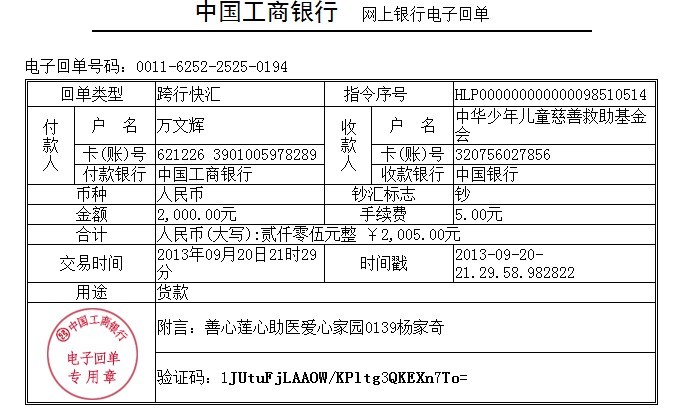 中国工商银行 网上银行电子回单
电子回单号码：0011-6252-2525-0194
回单类型 跨行快汇 指令序号 HLP000000000000098510514
付款人 户 名 万文辉 收款人 户 名 中华少年儿童慈善救助基金会
卡(账)号 621226 3901005978289 卡(账)号 320756027856
付款银行 中国工商银行 收款银行 中国银行
币种 人民币 钞汇标志 钞
金额 2,000.00元 手续费 5.00元
合计 人民币(大写):贰仟零伍元整 ￥2,005.00元
交易时间 2013年09月20日21时29分 时间戳 2013-09-20-21.29.58.982822
用途 货款
中国工商银行
电子回单
专用章
附言：善心莲心助医爱心家园0139杨家奇
验证码：1JUtuFjLAAOW/KPltg3QKEXn7To=